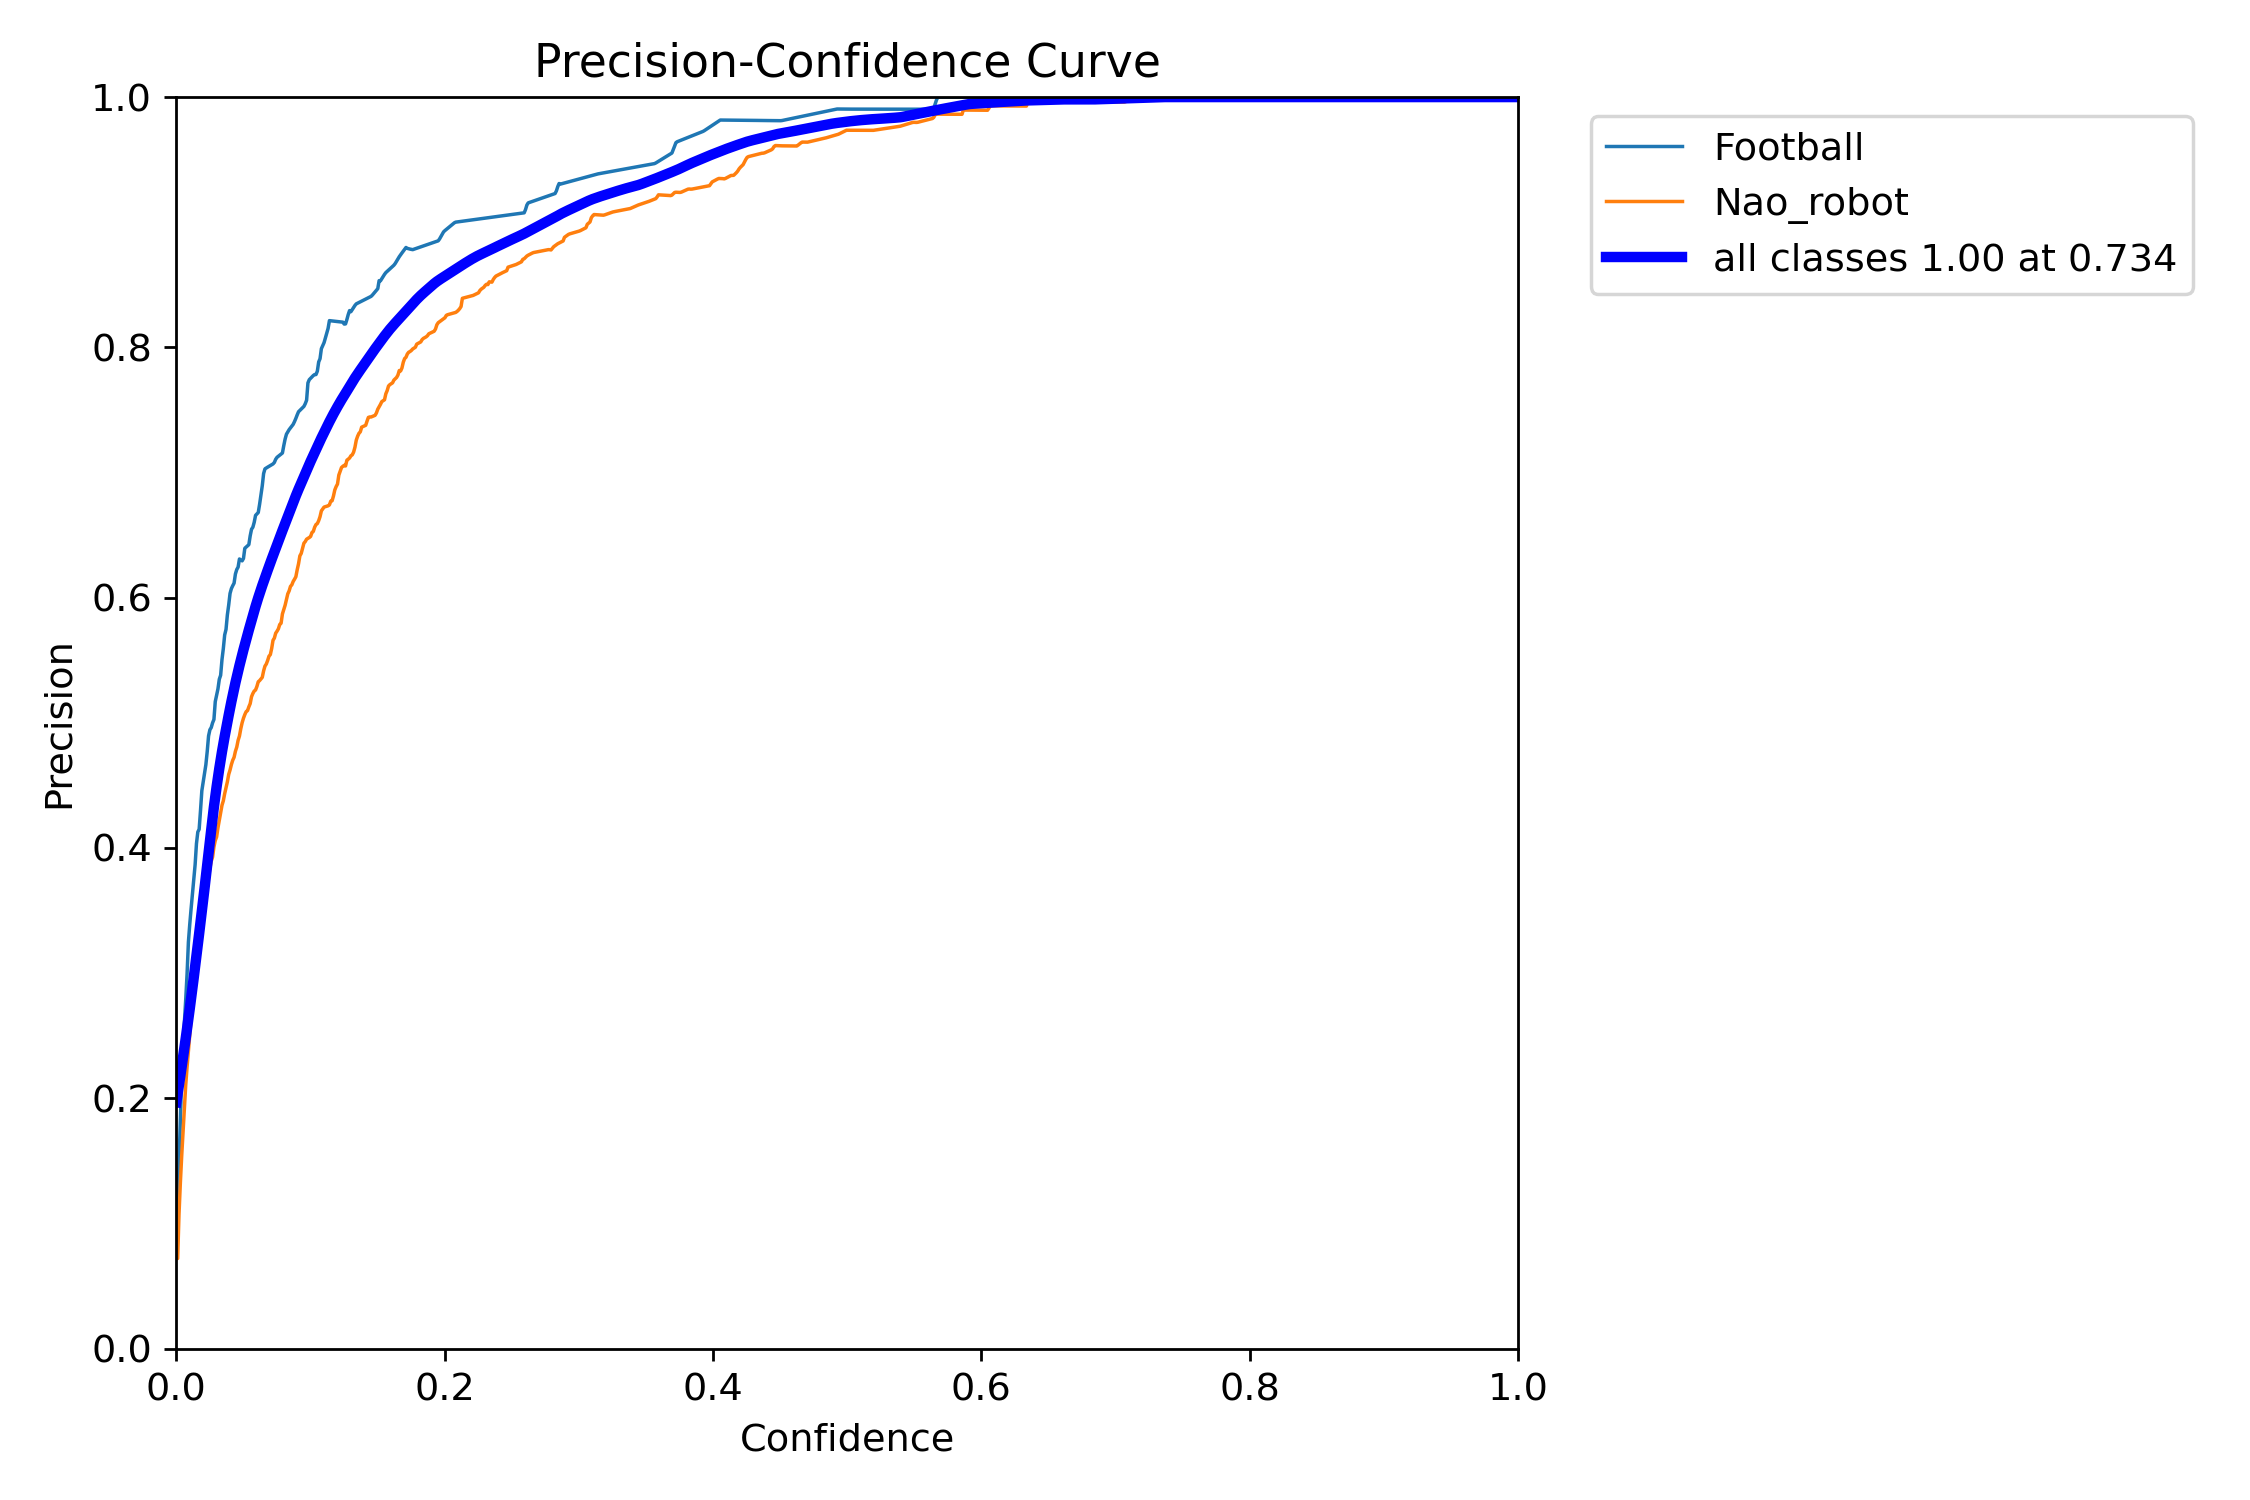 Precision-Confidence Curve
1.0
0.8
0.6
0.4
0.2
0.0
Precision
0.0 0.2 0.4 0.6 0.8 1.0
Confidence
Football
Nao_robot
all classes 1.00 at 0.734